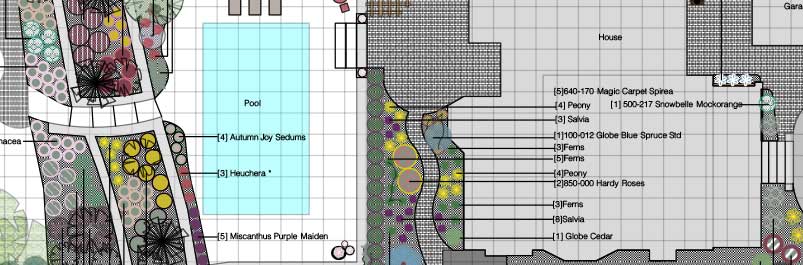 Gara
House
Pool
[5]640-170 Magic Carpet Spirea
[4] Peony
[1] 500-217 Snowbelle Mockorange
[3] Salvia
[4] Autumn Joy Sedums
[1]100-012 Globe Blue Spruce Std
nacea
[3]Ferns
[5]Ferns
[3] Heuchera *
[4]Peony
[2]850-000 Hardy Roses
[3]Ferns
[8]Salvia
[5] Miscanthus Purple Maiden
[1] Globe Cedar